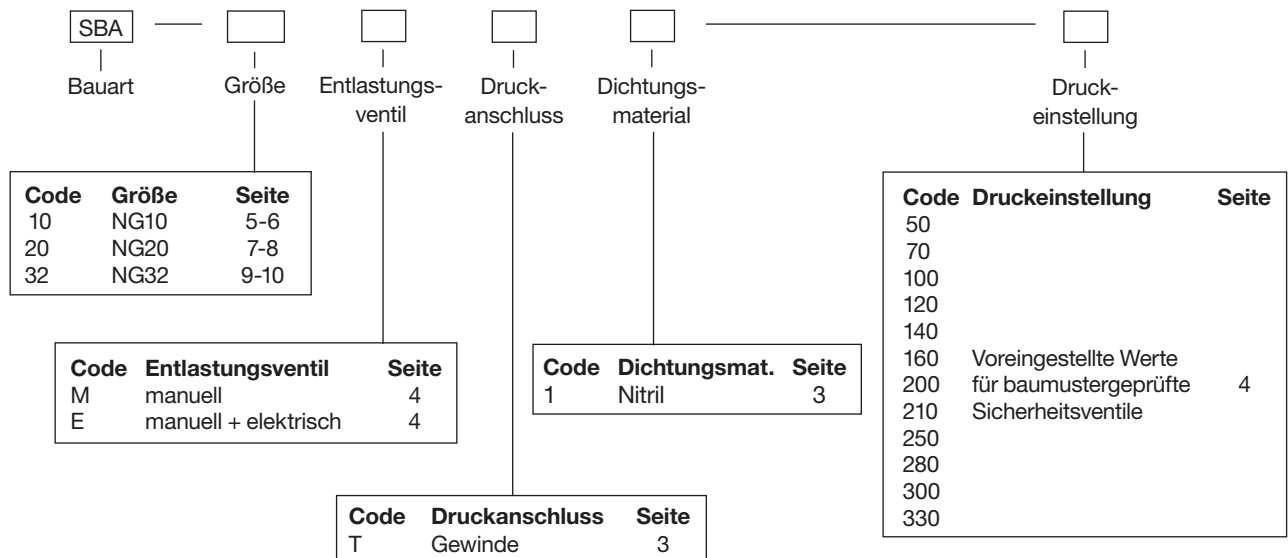 SBA
Bauart
Größe
Entlastungs-
ventil
Druck-
anschluss
Dichtungs-
material
Druck-
einstellung
Code Größe Seite
10 NG10 5-6
20 NG20 7-8
32 NG32 9-10
Code Entlastungsventil Seite
M manuell 4
E manuell + elektrisch 4
Code Druckanschluss Seite
T Gewinde 3
Code Dichtungsmat. Seite
1 Nitril 3
Code Druckeinstellung Seite
50
70
100
120
140
160 Voreingestellte Werte
200 für baumustergeprüfte 4
210 Sicherheitsventile
250
280
300
330